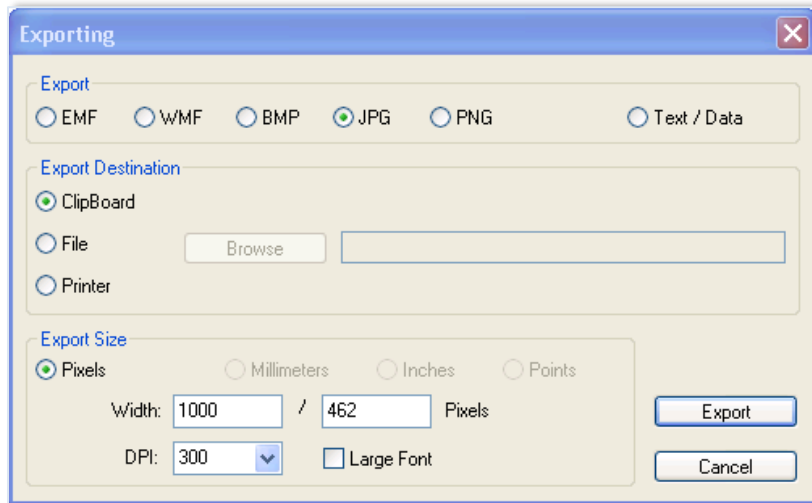 Exporting
Export
EMF WMF BMP JPG PNG Text / Data
Export Destination
ClipBoard
File Browse
Printer
Export Size
Pixels Millimeters Inches Points
Width: 1000 / 462 Pixels Export
DPI: 300 Large Font Cancel